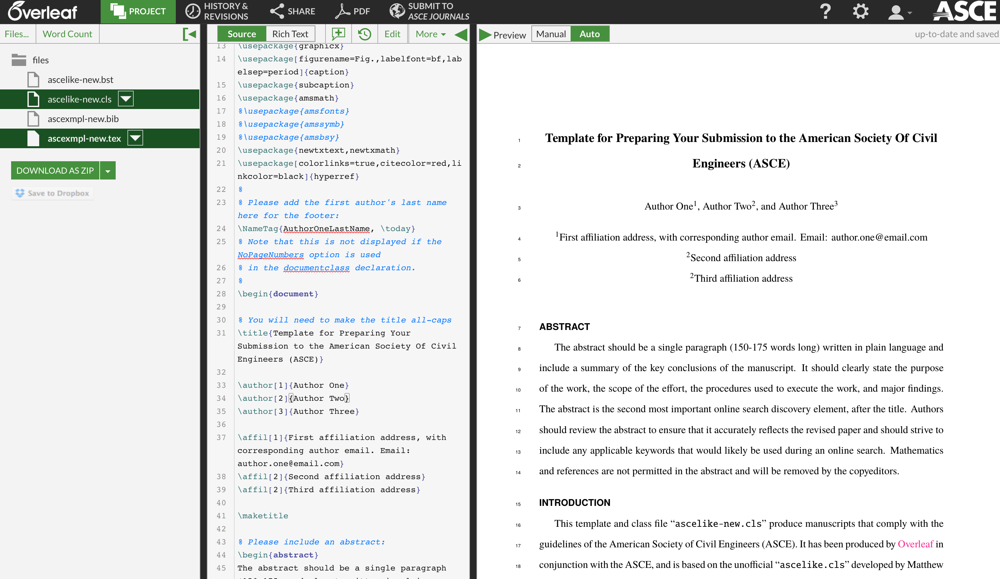 Overleaf
PROJECT
HISTORY &
REVISIONS
SHARE
PDF
SUBMIT TO
ASCE JOURNALS
?
ASCE
Files...
Word Count
Source
Rich Text
Edit
More
Preview
Manual
Auto
up-to-date and saved
files
ascelike-new.bst
ascelike-new.cls
ascexmpl-new.bib
ascexmpl-new.tex
DOWNLOAD AS ZIP
Save to Dropbox
13 \usepackage{graphicx}
14 \usepackage[figurename=Fig.,labelfont=bf,lab
elsep=period]{caption}
15 \usepackage{subcaption}
16 \usepackage{amsmath}
17 %\usepackage{amsfonts}
18 %\usepackage{amssymb}
19 %\usepackage{amsbsy}
20 \usepackage{newtxtext,newtxmath}
21 \usepackage[colorlinks=true,citecolor=red,li
nkcolor=black]{hyperref}
22 %
23 % Please add the first author's last name
here for the footer:
24 \NameTag{AuthorOneLastName, \today}
25 % Note that this is not displayed if the
NoPageNumbers option is used
26 % in the documentclass declaration.
27 %
28 \begin{document}
29
30 % You will need to make the title all-caps
31 \title{Template for Preparing Your
Submission to the American Society Of Civil
Engineers (ASCE)}
32
33 \author[1]{Author One}
34 \author[2]{Author Two}
35 \author[3]{Author Three}
36
37 \affil[1]{First affiliation address, with
corresponding author email. Email:
author.one@email.com}
38 \affil[2]{Second affiliation address}
39 \affil[2]{Third affiliation address}
40
41 \maketitle
42
43 % Please include an abstract:
44 \begin{abstract}
45 The abstract should be a single paragraph
1 Template for Preparing Your Submission to the American Society Of Civil
2 Engineers (ASCE)
3 Author One1, Author Two2, and Author Three3
4 1First affiliation address, with corresponding author email. Email: author.one@email.com
5 2Second affiliation address
6 2Third affiliation address
7 ABSTRACT
8 The abstract should be a single paragraph (150-175 words long) written in plain language and
9 include a summary of the key conclusions of the manuscript. It should clearly state the purpose
10 of the work, the scope of the effort, the procedures used to execute the work, and major findings.
11 The abstract is the second most important online search discovery element, after the title. Authors
12 should review the abstract to ensure that it accurately reflects the revised paper and should strive to
13 include any applicable keywords that would likely be used during an online search. Mathematics
14 and references are not permitted in the abstract and will be removed by the copyeditors.
15 INTRODUCTION
16 This template and class file “ascelike-new.cls” produce manuscripts that comply with the
17 guidelines of the American Society of Civil Engineers (ASCE). It has been produced by Overleaf in
18 conjunction with the ASCE, and is based on the unofficial “ascelike.cls” developed by Matthew